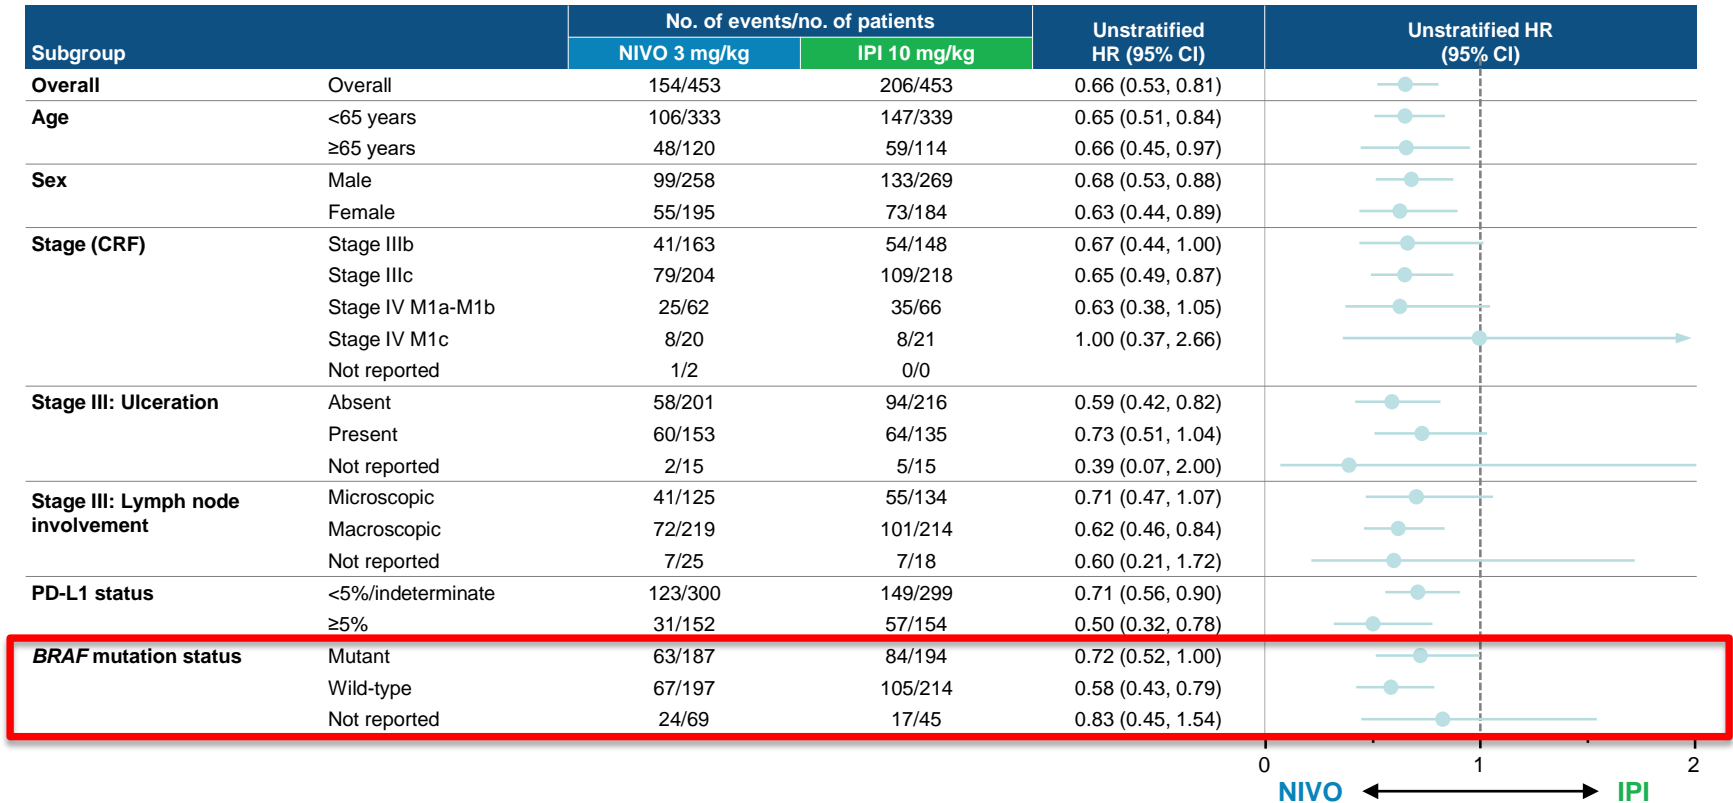 Subgroup No. of events/no. of patients Unstratified HR (95% CI) Unstratified HR (95% CI)
NIVO 3 mg/kg IPI 10 mg/kg
Overall Overall 154/453 206/453 0.66 (0.53, 0.81)
Age <65 years 106/333 147/339 0.65 (0.51, 0.84)
≥65 years 48/120 59/114 0.66 (0.45, 0.97)
Sex Male 99/258 133/269 0.68 (0.53, 0.88)
Female 55/195 73/184 0.63 (0.44, 0.89)
Stage (CRF) Stage IIIb 41/163 54/148 0.67 (0.44, 1.00)
Stage IIIc 79/204 109/218 0.65 (0.49, 0.87)
Stage IV M1a-M1b 25/62 35/66 0.63 (0.38, 1.05)
Stage IV M1c 8/20 8/21 1.00 (0.37, 2.66)
Not reported 1/2 0/0
Stage III: Ulceration Absent 58/201 94/216 0.59 (0.42, 0.82)
Present 60/153 64/135 0.73 (0.51, 1.04)
Not reported 2/15 5/15 0.39 (0.07, 2.00)
Stage III: Lymph node involvement Microscopic 41/125 55/134 0.71 (0.47, 1.07)
Macroscopic 72/219 101/214 0.62 (0.46, 0.84)
Not reported 7/25 7/18 0.60 (0.21, 1.72)
PD-L1 status <5%/indeterminate 123/300 149/299 0.71 (0.56, 0.90)
≥5% 31/152 57/154 0.50 (0.32, 0.78)
BRAF mutation status Mutant 63/187 84/194 0.72 (0.52, 1.00)
Wild-type 67/197 105/214 0.58 (0.43, 0.79)
Not reported 24/69 17/45 0.83 (0.45, 1.54)
0 1 2
NIVO IPI